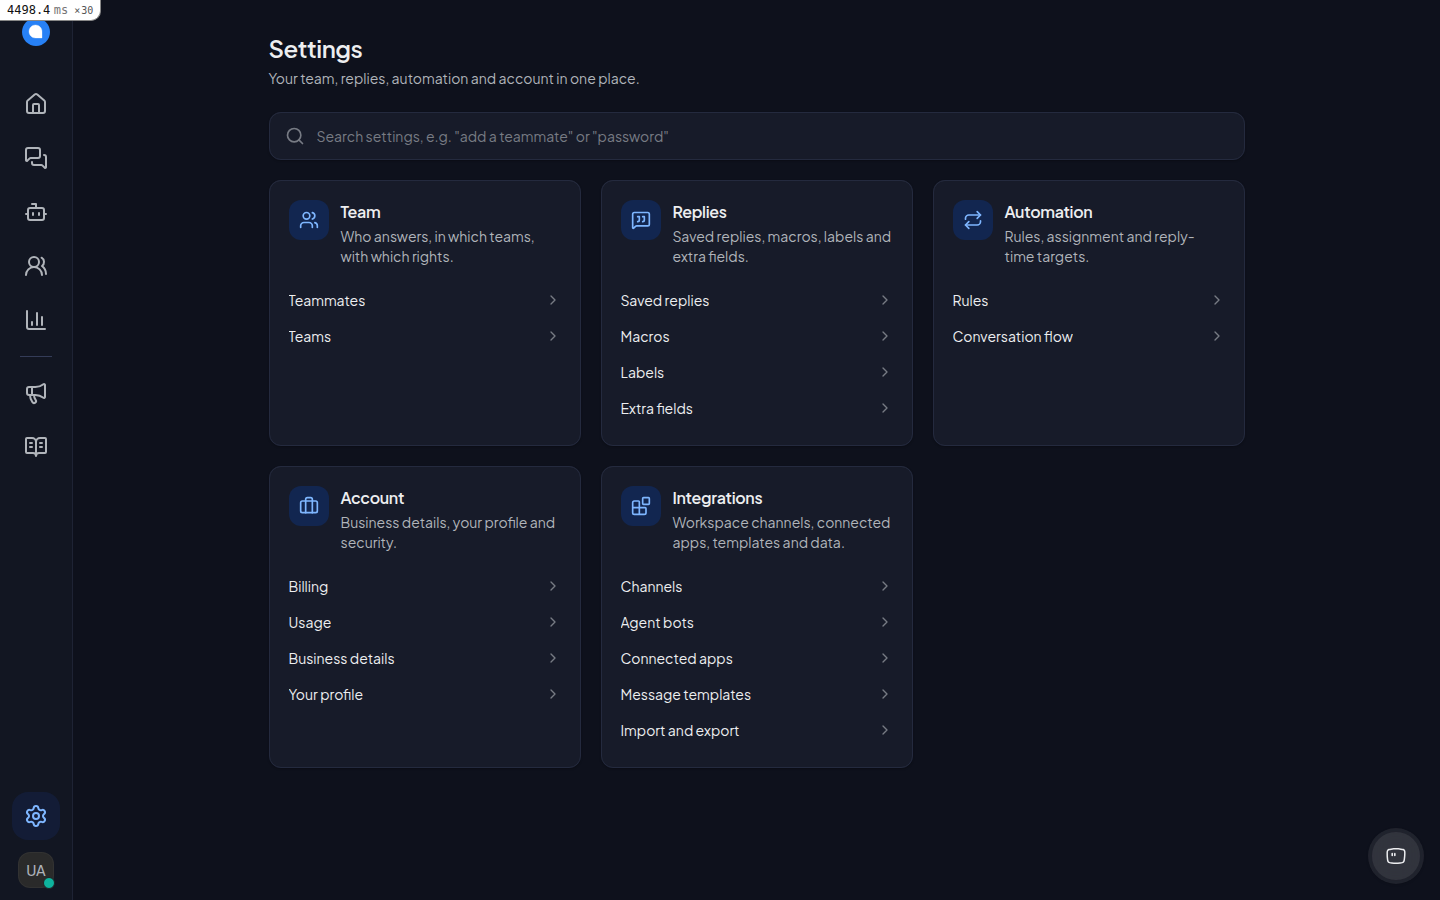 4498.4 ms ×30
Settings
Your team, replies, automation and account in one place.
Search settings, e.g. "add a teammate" or "password"
Team
Who answers, in which teams,
with which rights.
Teammates
Teams
Replies
Saved replies, macros, labels and
extra fields.
Saved replies
Macros
Labels
Extra fields
Automation
Rules, assignment and reply-
time targets.
Rules
Conversation flow
Account
Business details, your profile and
security.
Billing
Usage
Business details
Your profile
Integrations
Workspace channels, connected
apps, templates and data.
Channels
Agent bots
Connected apps
Message templates
Import and export
UA